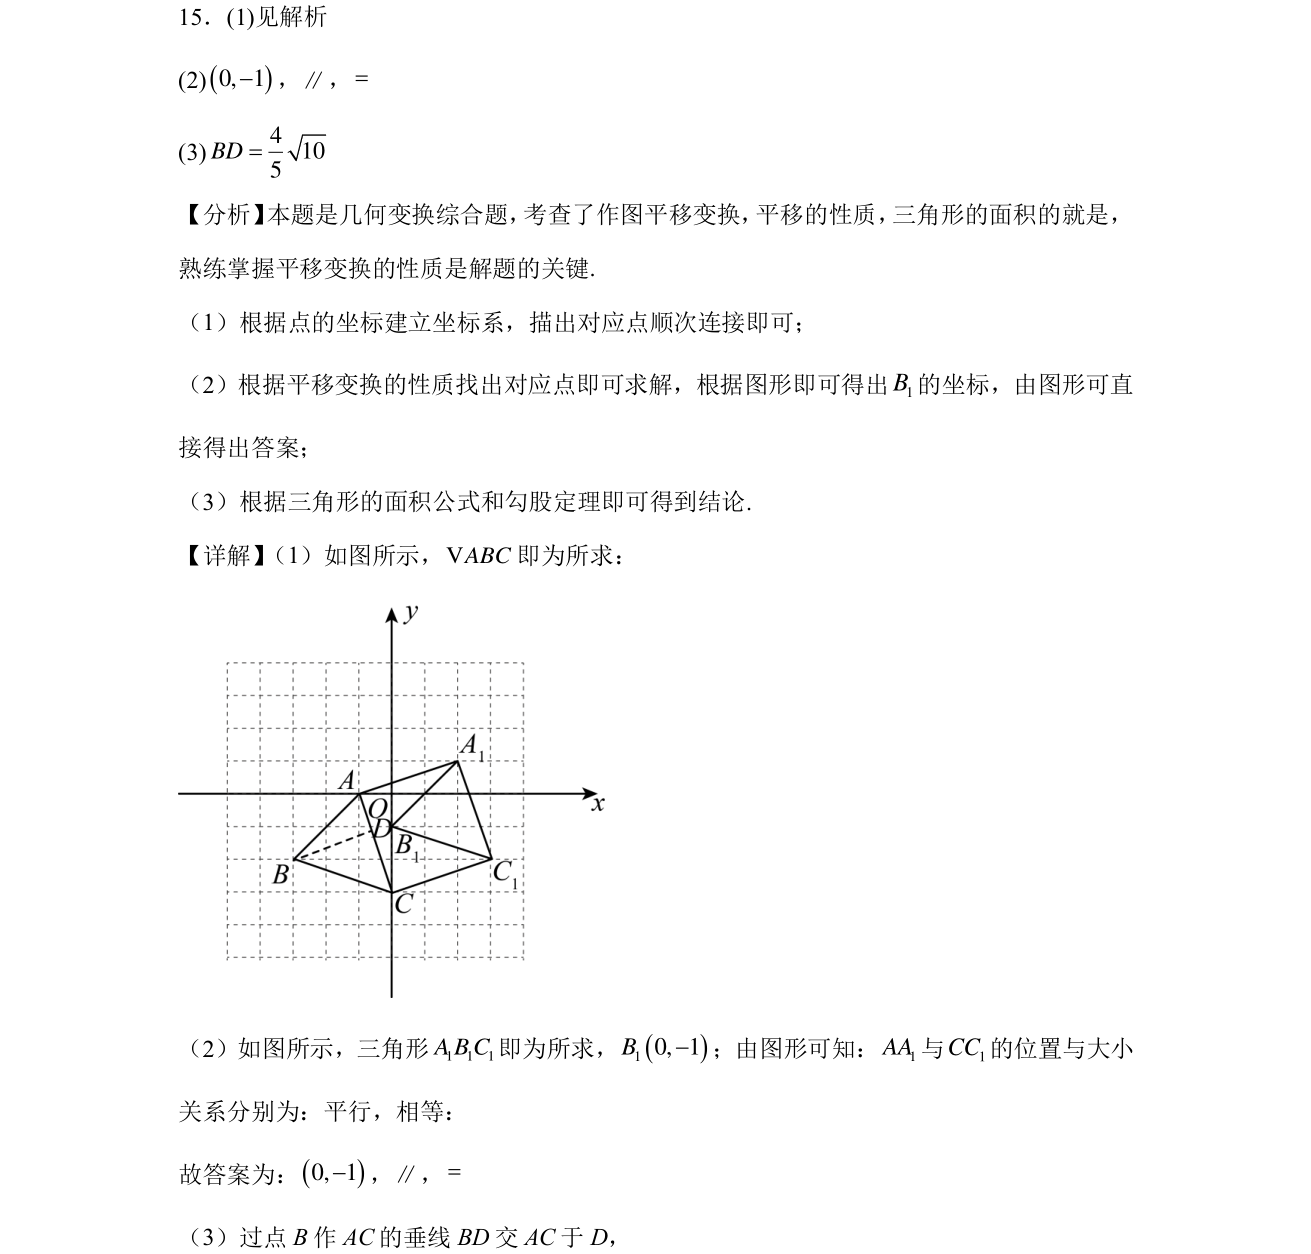 15．(1)见解析
(2)(0,−1)，∥，=
(3)BD=4/5√10
【分析】本题是几何变换综合题，考查了作图平移变换，平移的性质，三角形的面积的就是，
熟练掌握平移变换的性质是解题的关键.
（1）根据点的坐标建立坐标系，描出对应点顺次连接即可；
（2）根据平移变换的性质找出对应点即可求解，根据图形即可得出B₁的坐标，由图形可直
接得出答案；
（3）根据三角形的面积公式和勾股定理即可得到结论.
【详解】（1）如图所示，VABC 即为所求：
y
A₁
A
O
x
D
B₁
B
C₁
C
（2）如图所示，三角形A₁B₁C₁即为所求，B₁(0,−1)；由图形可知：AA₁与CC₁的位置与大小
关系分别为：平行，相等：
故答案为：(0,−1)，∥，=
（3）过点 B 作 AC 的垂线 BD 交 AC 于 D，